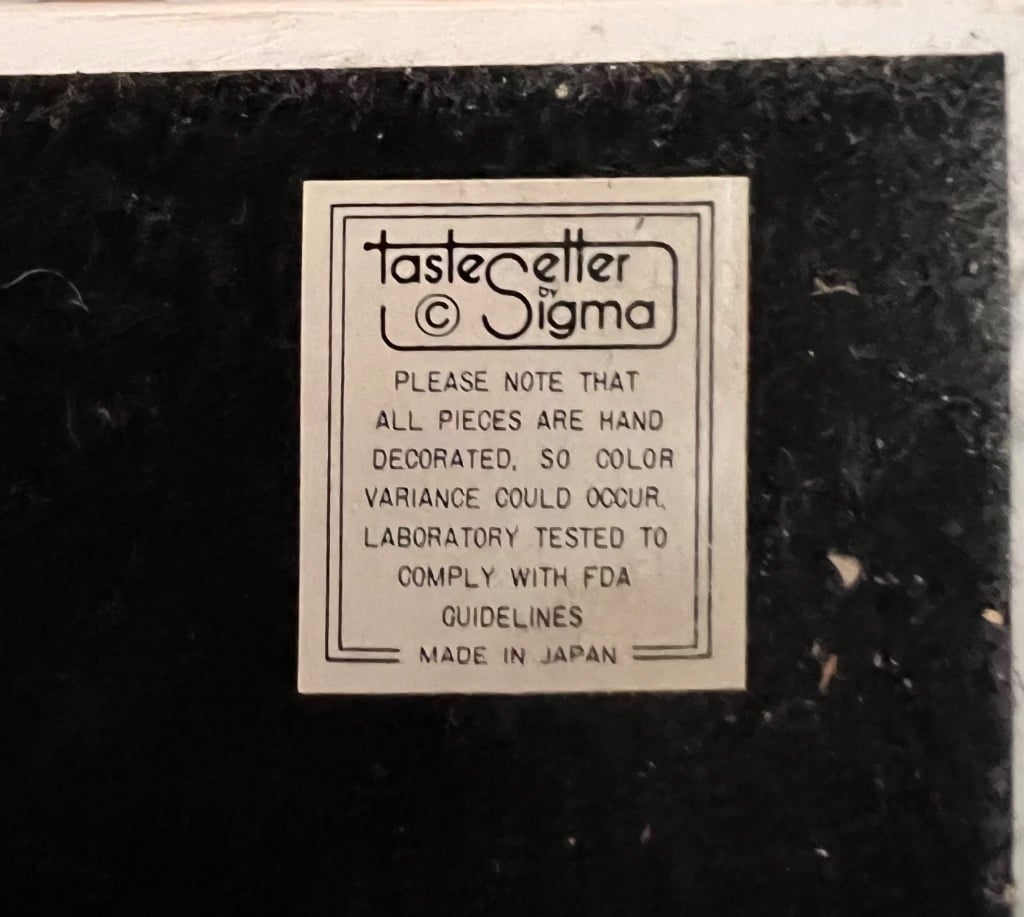 tasteSetter
BY
© Sigma
PLEASE NOTE THAT
ALL PIECES ARE HAND
DECORATED, SO COLOR
VARIANCE COULD OCCUR.
LABORATORY TESTED TO
COMPLY WITH FDA
GUIDELINES
MADE IN JAPAN